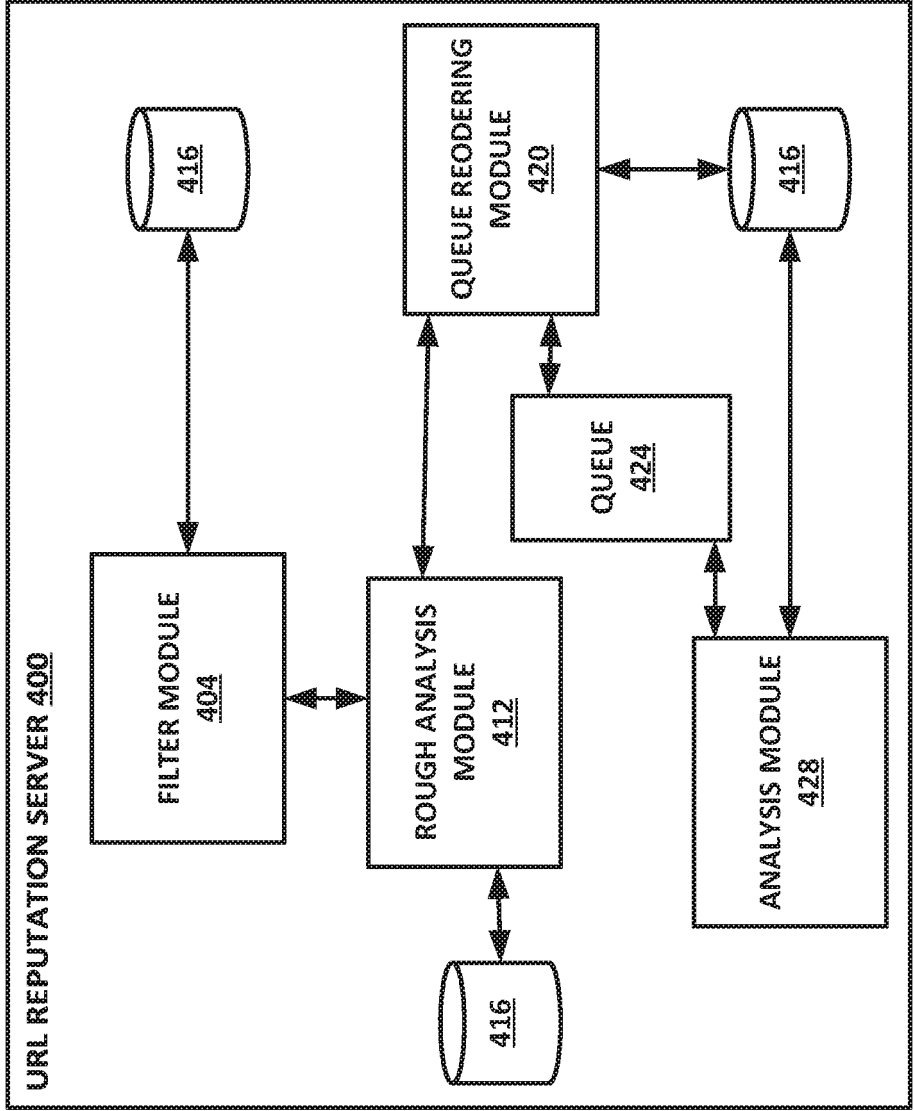 URL REPUTATION SERVER 400
FILTER MODULE
404
416
ROUGH ANALYSIS
MODULE
412
416
QUEUE REODERING
MODULE
420
QUEUE
424
ANALYSIS MODULE
428
416